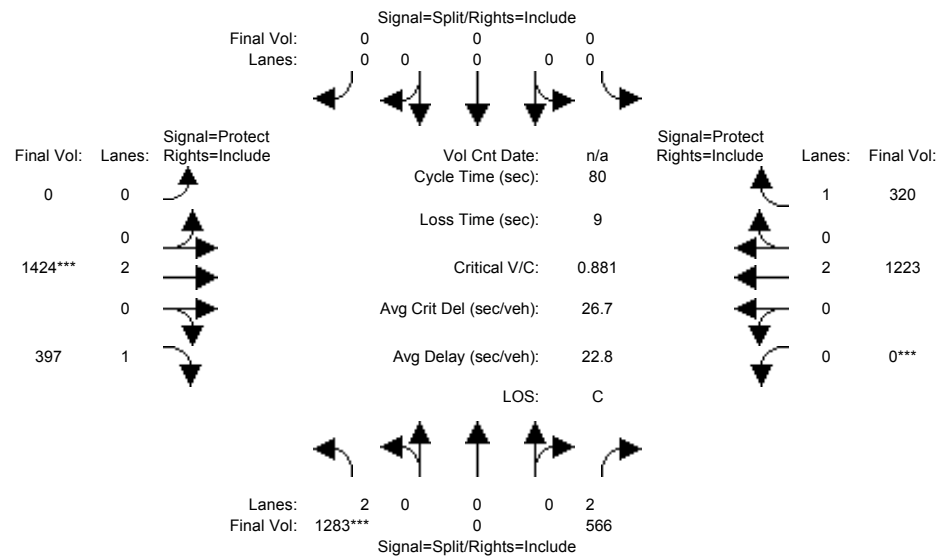 Signal=Split/Rights=Include
Final Vol: 0 0 0
Lanes: 0 0 0 0 0
Signal=Protect Signal=Protect
Final Vol: Lanes: Rights=Include Vol Cnt Date: n/a Rights=Include Lanes: Final Vol:
Cycle Time (sec): 80
0 0 1 320
Loss Time (sec): 9
0 0
1424*** 2 Critical V/C: 0.881 2 1223
0 Avg Crit Del (sec/veh): 26.7 0
397 1 Avg Delay (sec/veh): 22.8 0 0***
LOS: C
Lanes: 2 0 0 0 2
Final Vol: 1283*** 0 566
Signal=Split/Rights=Include